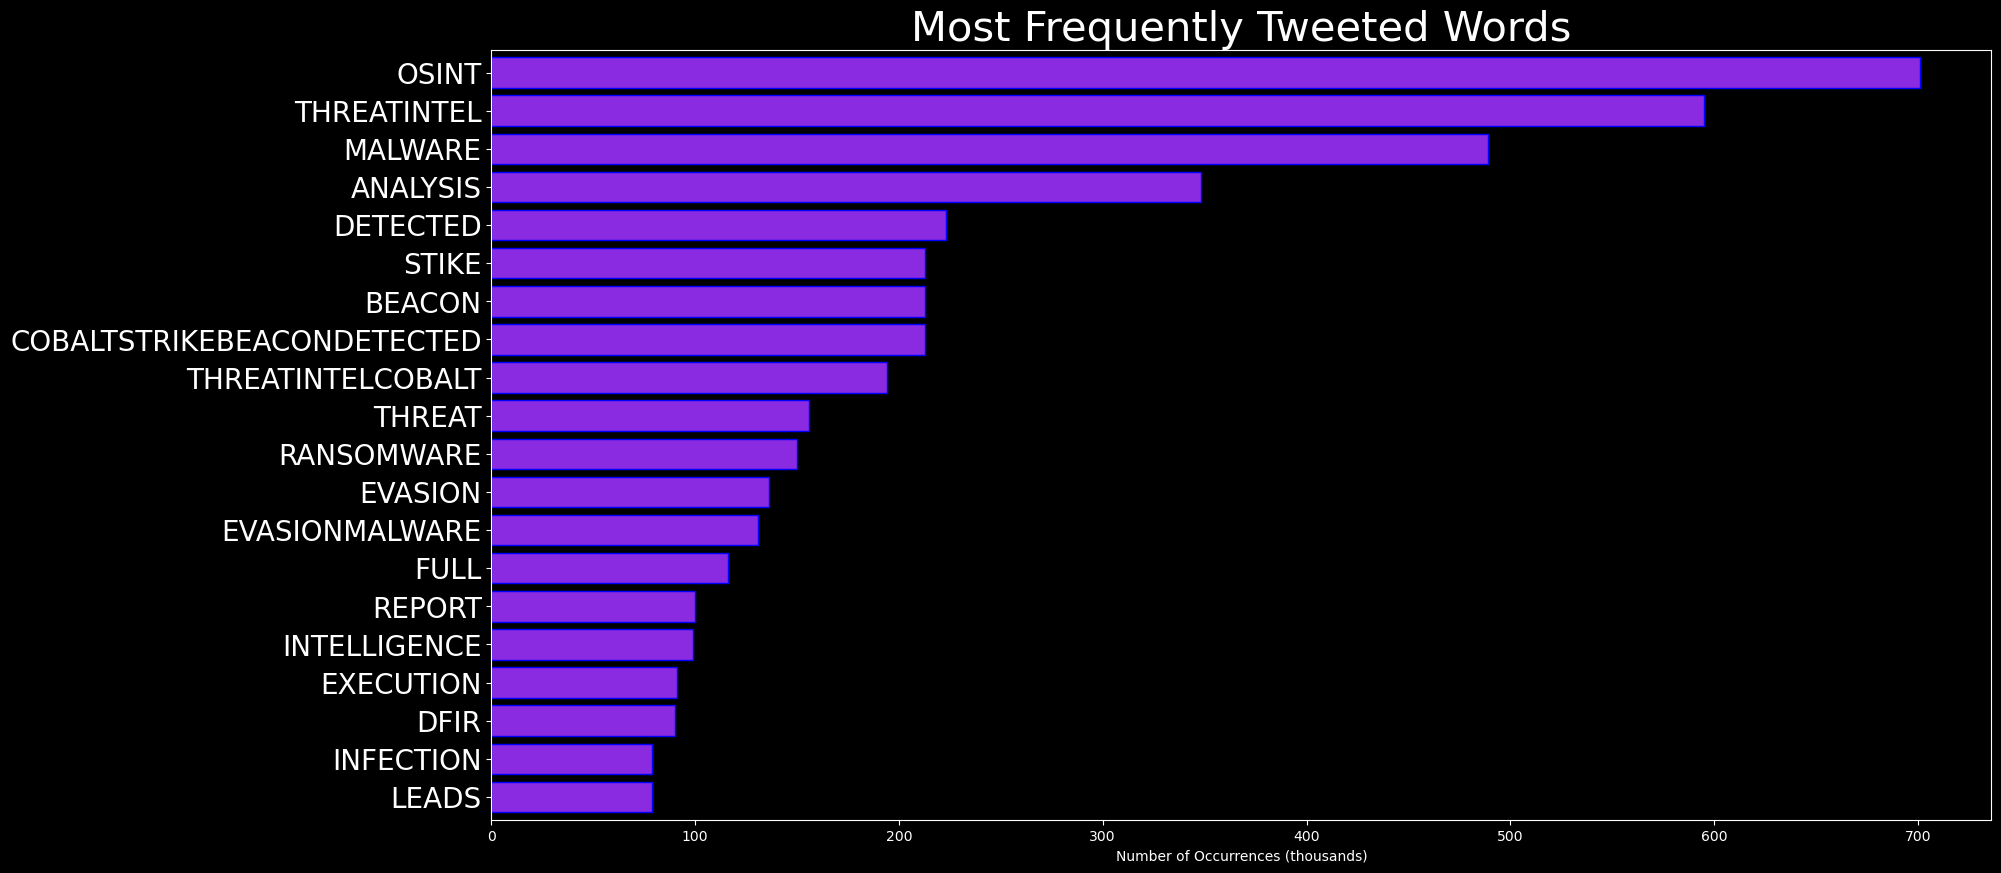 Most Frequently Tweeted Words
OSINT
THREATINTEL
MALWARE
ANALYSIS
DETECTED
STIKE
BEACON
COBALTSTRIKEBEACONDETECTED
THREATINTELCOBALT
THREAT
RANSOMWARE
EVASION
EVASIONMALWARE
FULL
REPORT
INTELLIGENCE
EXECUTION
DFIR
INFECTION
LEADS
0 100 200 300 400 500 600 700
Number of Occurrences (thousands)